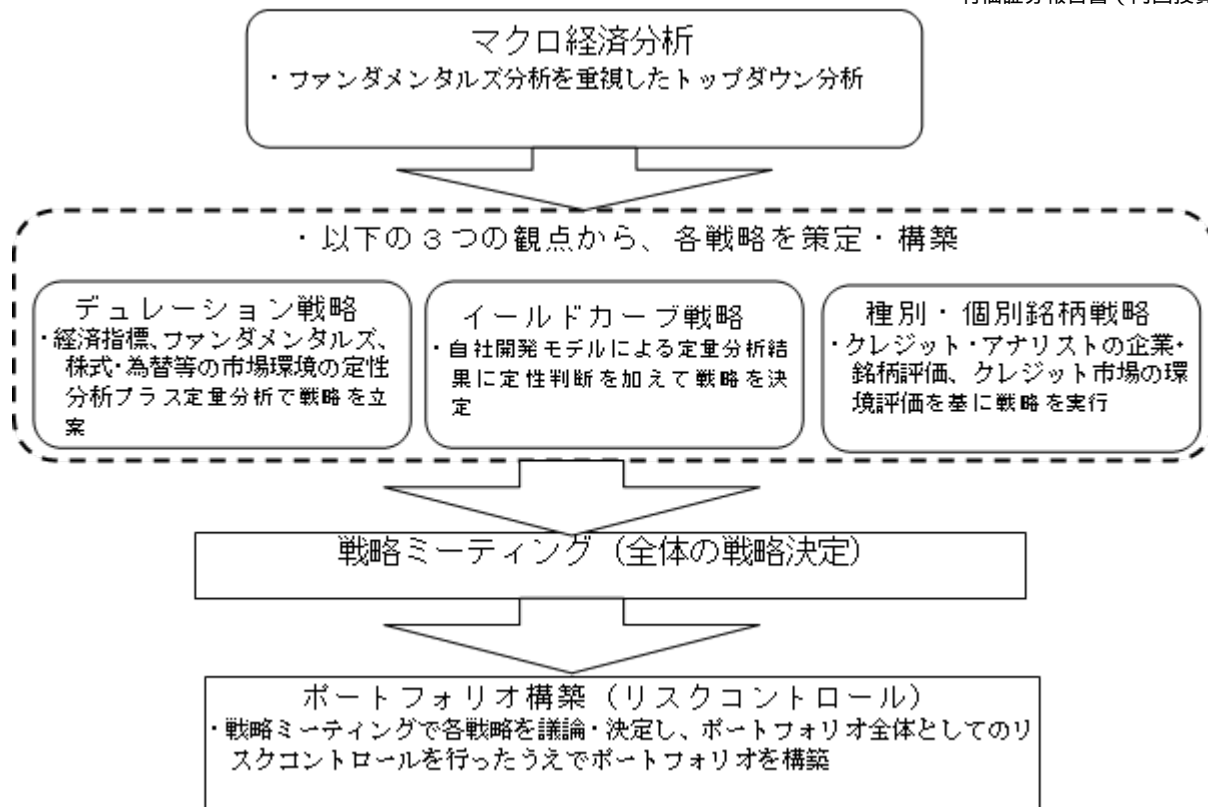 マクロ経済分析
・ファンダメンタルズ分析を重視したトップダウン分析
・以下の３つの観点から、各戦略を策定・構築
デュレーション戦略
・経済指標、ファンダメンタルズ、
株式・為替等の市場環境の定性
分析プラス定量分析で戦略を立
案
イールドカーブ戦略
・自社開発モデルによる定量分析結
果に定性判断を加えて戦略を決
定
種別・個別銘柄戦略
・クレジット・アナリストの企業・
銘柄評価、クレジット市場の環
境評価を基に戦略を実行
戦略ミーティング（全体の戦略決定）
ポートフォリオ構築（リスクコントロール）
・戦略ミーティングで各戦略を議論・決定し、ポートフォリオ全体としてのリ
スクコントロールを行ったうえでポートフォリオを構築